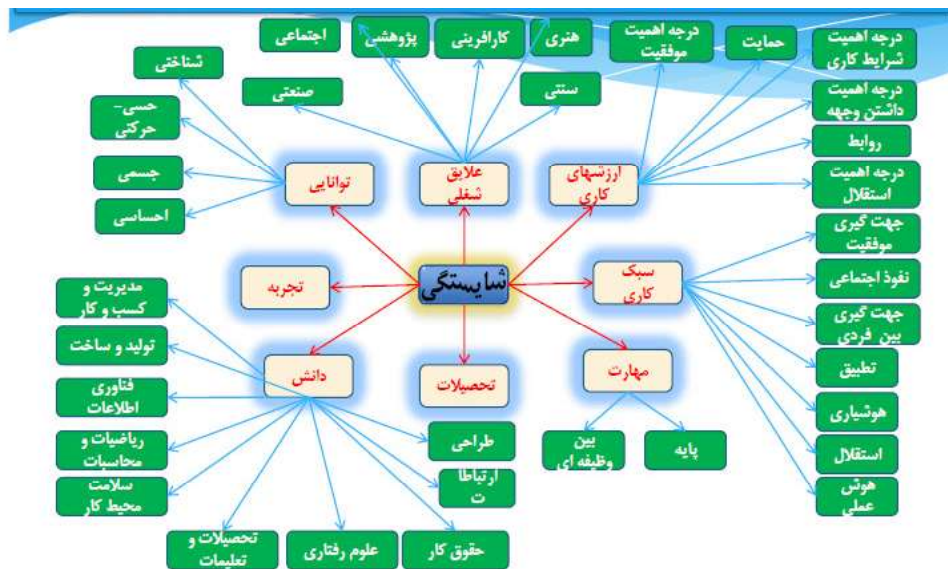 اجتماعی
پژوهشی
کارافرینی
هنری
درجه اهمیت
موفقیت
حمایت
درجه اهمیت
شرایط کاری
شناختی
صنعتی
سنتی
درجه اهمیت
داشتن وجهه
حسی-
حرکتی
روابط
جسمی
توانایی
علایق
شغلی
ارزشهای
کاری
درجه اهمیت
استقلال
احساسی
جهت گیری
موفقیت
تجربه
شایستگی
سبک
کاری
نفوذ اجتماعی
مدیریت و
کسب و کار
جهت گیری
بین فردی
تولید و ساخت
دانش
تحصیلات
مهارت
تطبیق
فناوری
اطلاعات
هوشیاری
ریاضیات و
محاسبات
طراحی
بین
وظیفه ای
پایه
استقلال
سلامت
محیط کار
ارتباطا
ت
هوش
عملی
تحصیلات و
تعلیمات
علوم رفتاری
حقوق کار